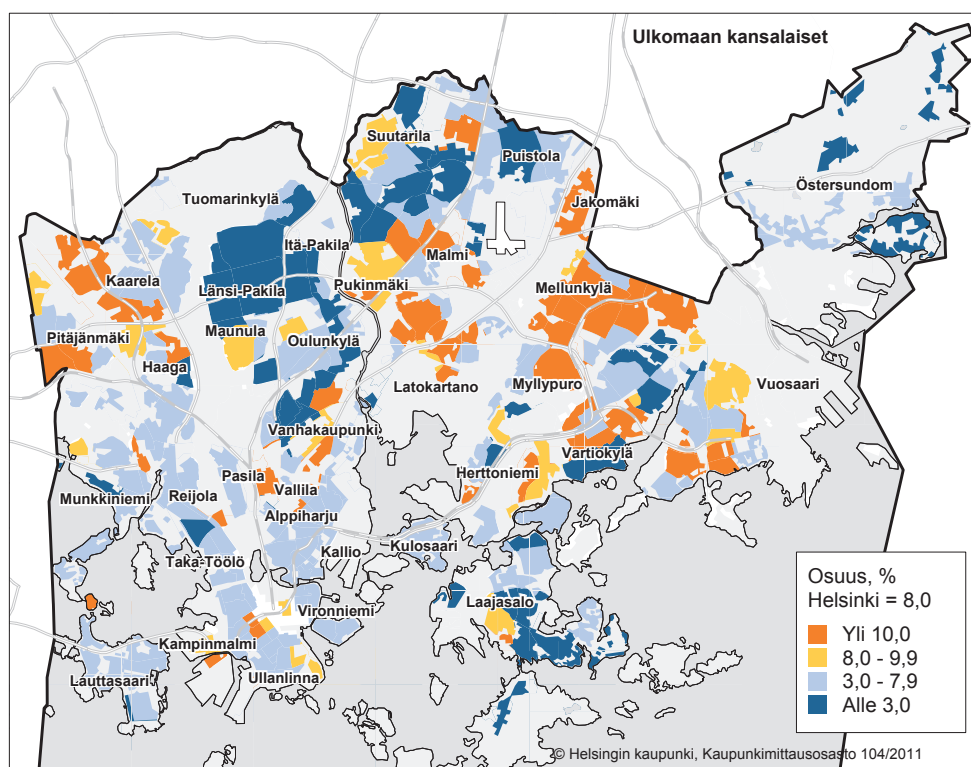 Ulkomaan kansalaiset
Suutarila
Puistola
Östersundom
Tuomarinkylä
Jakomäki
Itä-Pakila
Malmi
Kaarela
Länsi-Pakila
Pukinmäki
Mellunkylä
Pitäjänmäki
Maunula
Oulunkylä
Haaga
Latokartano
Myllypuro
Vuosaari
Vanhakaupunki
Vartiokylä
Herttoniemi
Pasila
Munkkiniemi
Reijola
Vallila
Alppiharju
Kulosaari
Taka-Töölö
Kallio
Laajasalo
Vironniemi
Kampinmalmi
Ullanlinna
Lauttasaari
Osuus, %
Helsinki = 8,0
Yli 10,0
8,0 - 9,9
3,0 - 7,9
Alle 3,0
© Helsingin kaupunki, Kaupunkimittausosasto 104/2011